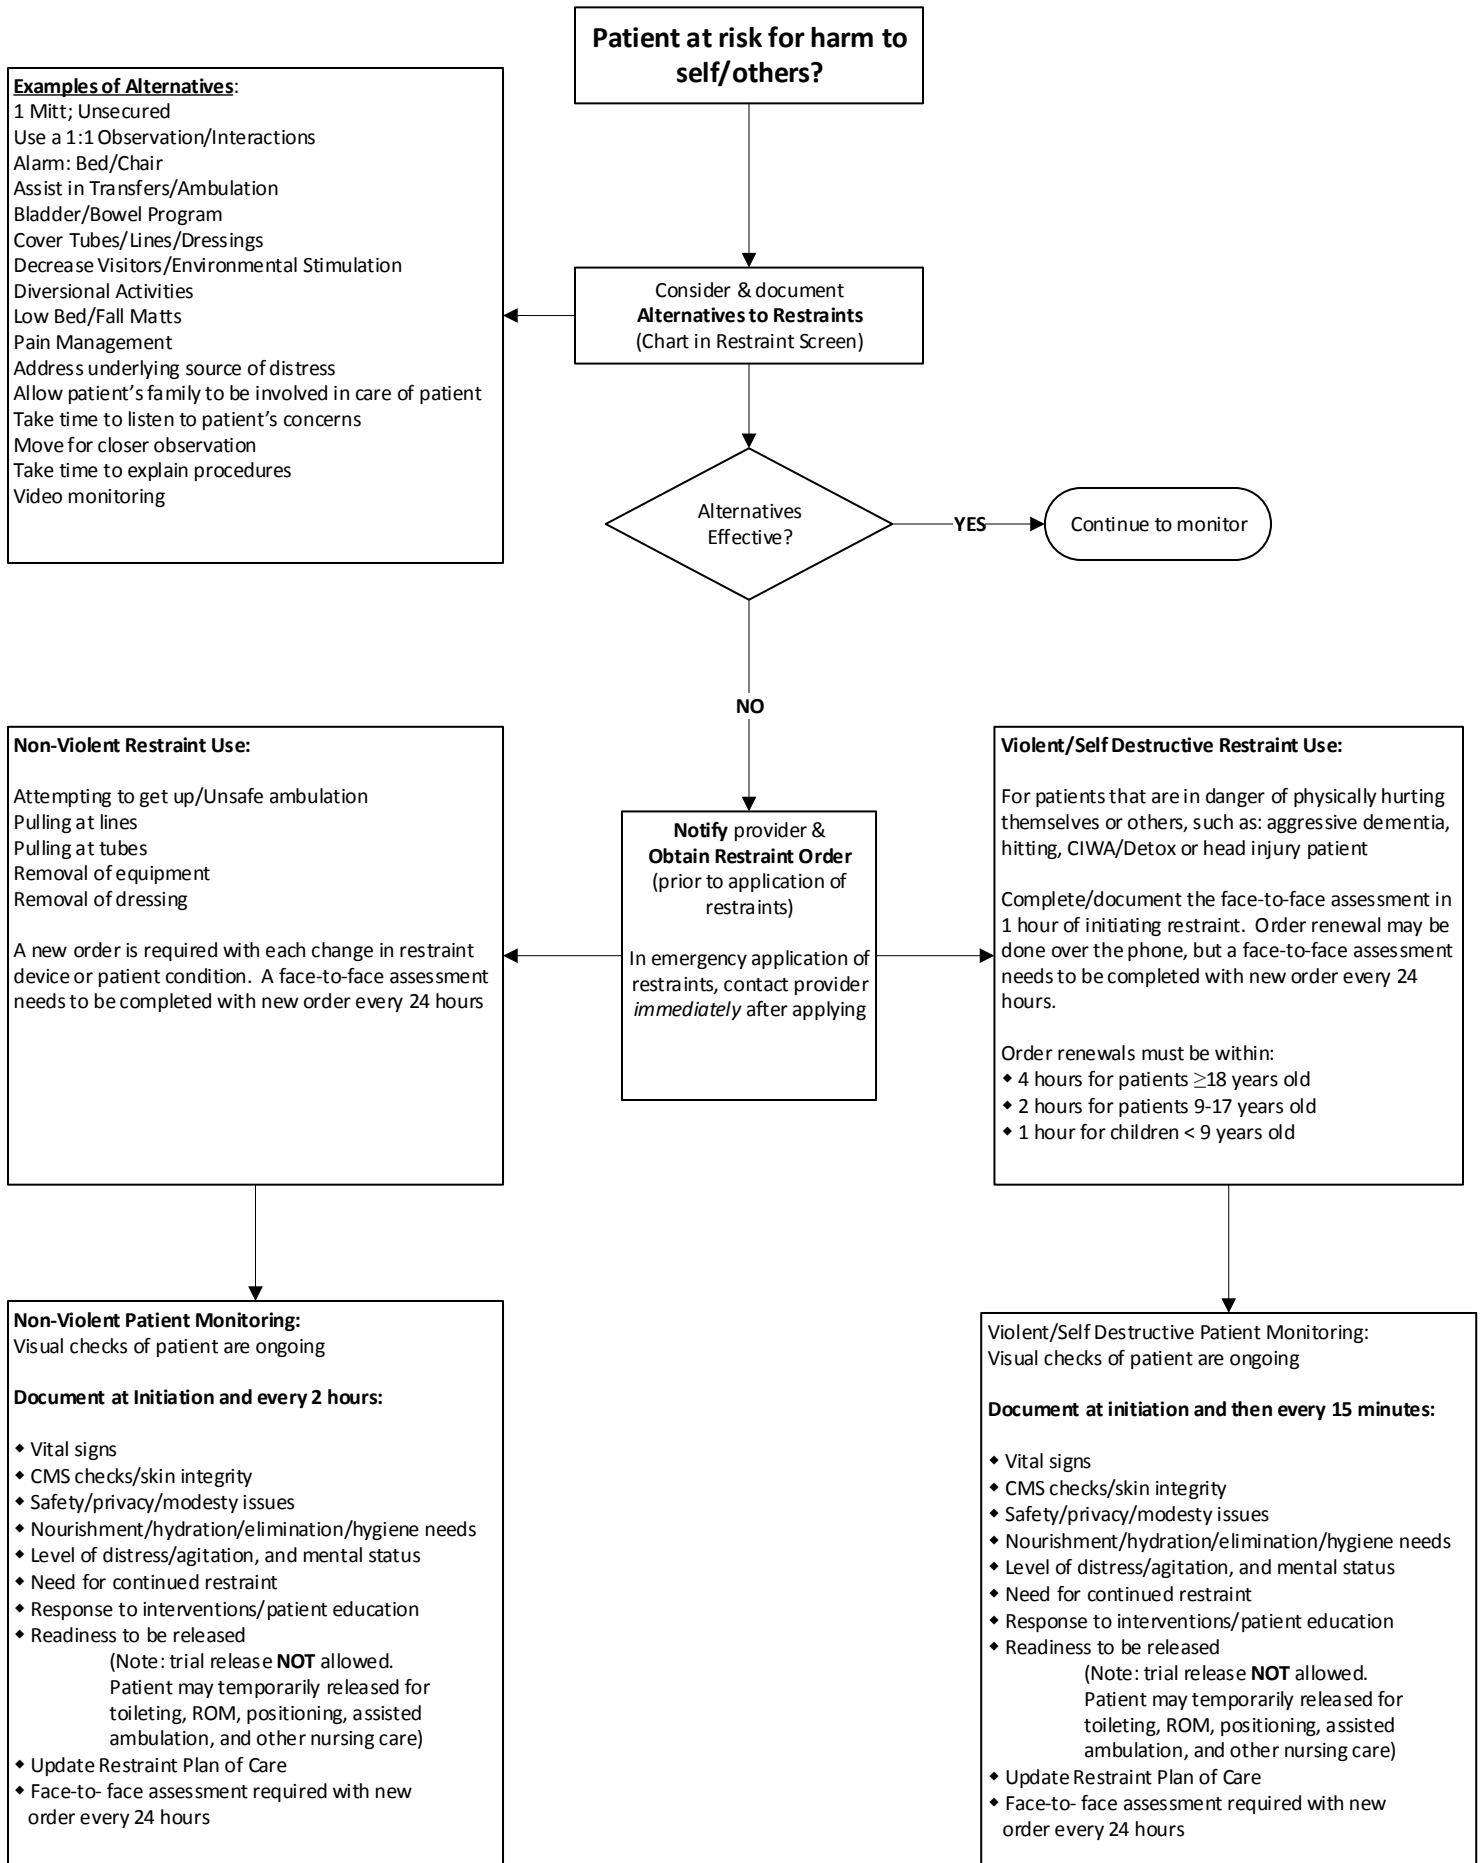 Patient at risk for harm to
self/others?
Examples of Alternatives:
1 Mitt; Unsecured
Use a 1:1 Observation/Interactions
Alarm: Bed/Chair
Assist in Transfers/Ambulation
Bladder/Bowel Program
Cover Tubes/Lines/Dressings
Decrease Visitors/Environmental Stimulation
Diversional Activities
Low Bed/Fall Matts
Pain Management
Address underlying source of distress
Allow patient’s family to be involved in care of patient
Take time to listen to patient’s concerns
Move for closer observation
Take time to explain procedures
Video monitoring
Consider & document
Alternatives to Restraints
(Chart in Restraint Screen)
Alternatives
Effective?
YES
Continue to monitor
NO
Non-Violent Restraint Use:
Attempting to get up/Unsafe ambulation
Pulling at lines
Pulling at tubes
Removal of equipment
Removal of dressing
A new order is required with each change in restraint
device or patient condition. A face-to-face assessment
needs to be completed with new order every 24 hours
Notify provider &
Obtain Restraint Order
(prior to application of
restraints)
In emergency application of
restraints, contact provider
immediately after applying
Violent/Self Destructive Restraint Use:
For patients that are in danger of physically hurting
themselves or others, such as: aggressive dementia,
hitting, CIWA/Detox or head injury patient
Complete/document the face-to-face assessment in
1 hour of initiating restraint. Order renewal may be
done over the phone, but a face-to-face assessment
needs to be completed with new order every 24
hours.
Order renewals must be within:
◆ 4 hours for patients ≥18 years old
◆ 2 hours for patients 9-17 years old
◆ 1 hour for children < 9 years old
Non-Violent Patient Monitoring:
Visual checks of patient are ongoing
Document at Initiation and every 2 hours:
◆ Vital signs
◆ CMS checks/skin integrity
◆ Safety/privacy/modesty issues
◆ Nourishment/hydration/elimination/hygiene needs
◆ Level of distress/agitation, and mental status
◆ Need for continued restraint
◆ Response to interventions/patient education
◆ Readiness to be released
(Note: trial release NOT allowed.
Patient may temporarily released for
toileting, ROM, positioning, assisted
ambulation, and other nursing care)
◆ Update Restraint Plan of Care
◆ Face-to- face assessment required with new
order every 24 hours
Violent/Self Destructive Patient Monitoring:
Visual checks of patient are ongoing
Document at initiation and then every 15 minutes:
◆ Vital signs
◆ CMS checks/skin integrity
◆ Safety/privacy/modesty issues
◆ Nourishment/hydration/elimination/hygiene needs
◆ Level of distress/agitation, and mental status
◆ Need for continued restraint
◆ Response to interventions/patient education
◆ Readiness to be released
(Note: trial release NOT allowed.
Patient may temporarily released for
toileting, ROM, positioning, assisted
ambulation, and other nursing care)
◆ Update Restraint Plan of Care
◆ Face-to- face assessment required with new
order every 24 hours